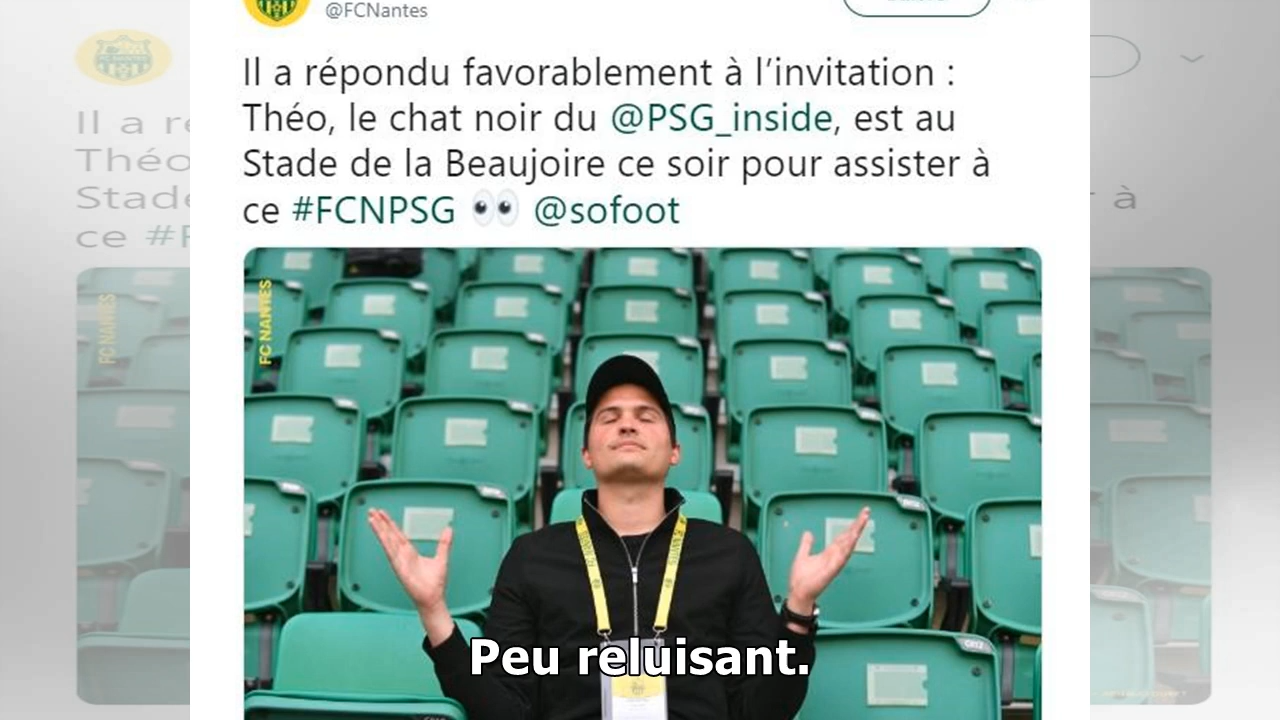 @FCNantes
Il a répondu favorablement à l’invitation :
Théo, le chat noir du @PSG_inside, est au
Stade de la Beaujoire ce soir pour assister à
ce #FCNPSG 👀 @sofoot
FC NANTES
Peu reluisant.